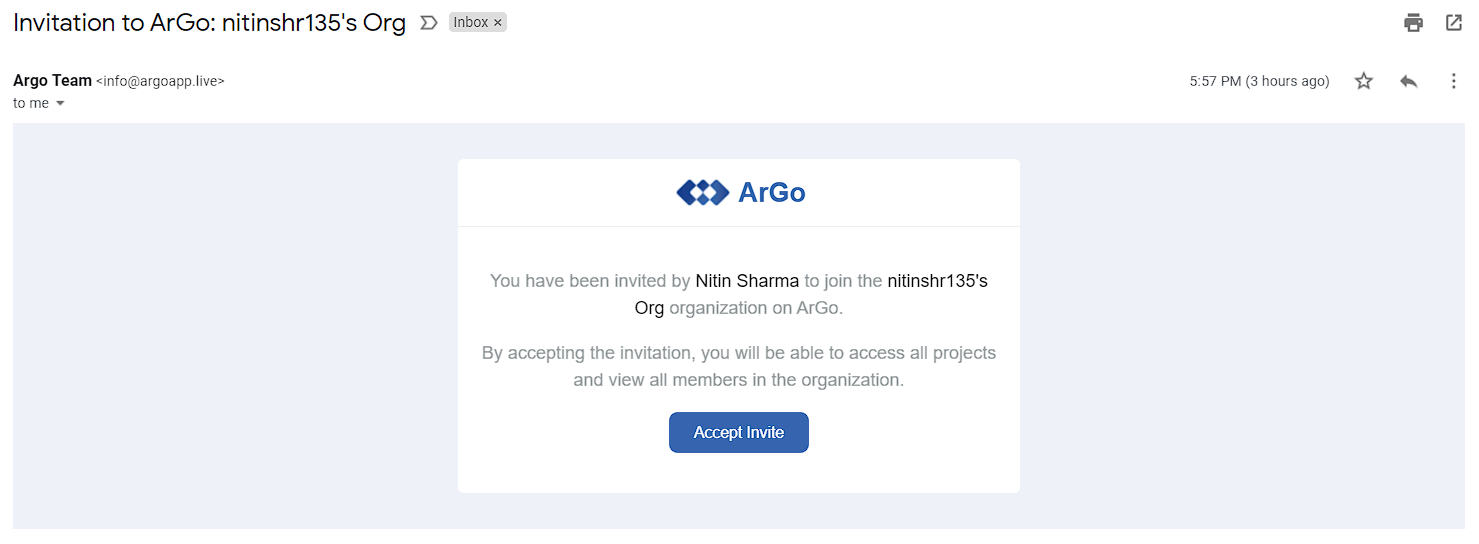 Invitation to ArGo: nitinshr135's Org Inbox ×
Argo Team <info@argoapp.live> 5:57 PM (3 hours ago)
to me
ArGo
You have been invited by Nitin Sharma to join the nitinshr135's
Org organization on ArGo.
By accepting the invitation, you will be able to access all projects
and view all members in the organization.
Accept Invite